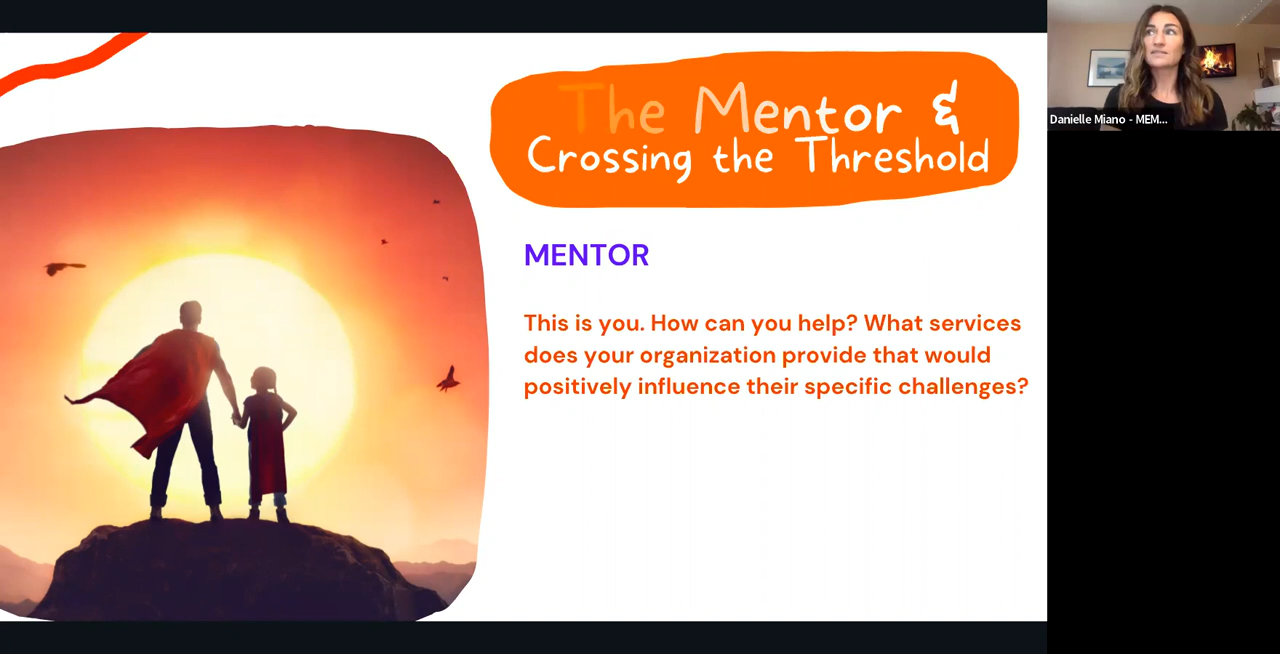 The Mentor &
Crossing the Threshold
MENTOR
This is you. How can you help? What services
does your organization provide that would
positively influence their specific challenges?
Danielle Miano - MEM...